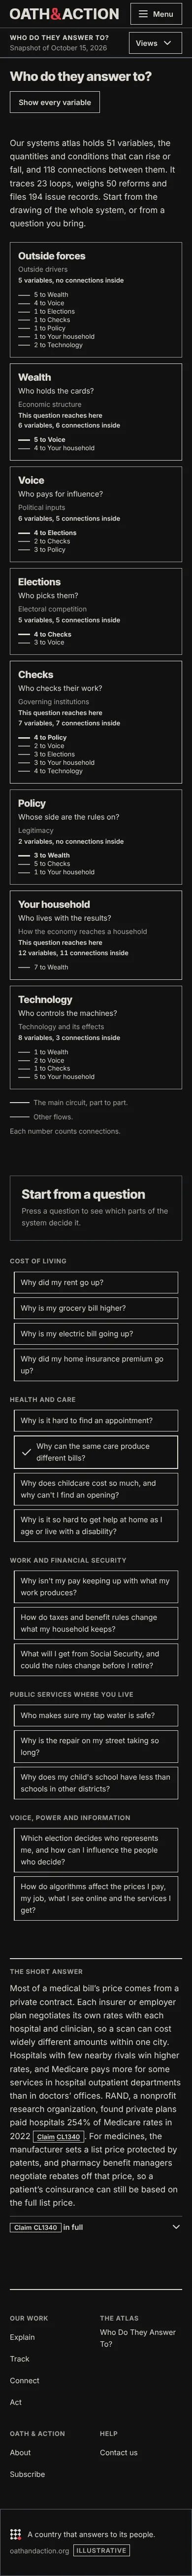 OATH&ACTION
Menu
WHO DO THEY ANSWER TO?
Snapshot of October 15, 2026
Views
Who do they answer to?
Show every variable
Our systems atlas holds 51 variables, the
quantities and conditions that can rise or
fall, and 118 connections between them. It
traces 23 loops, weighs 50 reforms and
files 194 issue records. Start from the
drawing of the whole system, or from a
question you bring.
Outside forces
Outside drivers
5 variables, no connections inside
5 to Wealth
4 to Voice
1 to Elections
1 to Checks
1 to Policy
1 to Your household
2 to Technology
Wealth
Who holds the cards?
Economic structure
This question reaches here
6 variables, 6 connections inside
5 to Voice
4 to Your household
Voice
Who pays for influence?
Political inputs
6 variables, 5 connections inside
4 to Elections
2 to Checks
3 to Policy
Elections
Who picks them?
Electoral competition
5 variables, 5 connections inside
4 to Checks
3 to Voice
Checks
Who checks their work?
Governing institutions
This question reaches here
7 variables, 7 connections inside
4 to Policy
2 to Voice
3 to Elections
3 to Your household
4 to Technology
Policy
Whose side are the rules on?
Legitimacy
2 variables, no connections inside
3 to Wealth
5 to Checks
1 to Your household
Your household
Who lives with the results?
How the economy reaches a household
This question reaches here
12 variables, 11 connections inside
7 to Wealth
Technology
Who controls the machines?
Technology and its effects
8 variables, 3 connections inside
1 to Wealth
2 to Voice
1 to Checks
5 to Your household
The main circuit, part to part.
Other flows.
Each number counts connections.
Start from a question
Press a question to see which parts of the
system decide it.
COST OF LIVING
Why did my rent go up?
Why is my grocery bill higher?
Why is my electric bill going up?
Why did my home insurance premium go
up?
HEALTH AND CARE
Why is it hard to find an appointment?
Why can the same care produce
different bills?
Why does childcare cost so much, and
why can't I find an opening?
Why is it so hard to get help at home as I
age or live with a disability?
WORK AND FINANCIAL SECURITY
Why isn't my pay keeping up with what my
work produces?
How do taxes and benefit rules change
what my household keeps?
What will I get from Social Security, and
could the rules change before I retire?
PUBLIC SERVICES WHERE YOU LIVE
Who makes sure my tap water is safe?
Why is the repair on my street taking so
long?
Why does my child's school have less than
schools in other districts?
VOICE, POWER AND INFORMATION
Which election decides who represents
me, and how can I influence the people
who decide?
How do algorithms affect the prices I pay,
my job, what I see online and the services I
get?
THE SHORT ANSWER
Most of a medical bill's price comes from a
private contract. Each insurer or employer
plan negotiates its own rates with each
hospital and clinician, so a scan can cost
widely different amounts within one city.
Hospitals with few nearby rivals win higher
rates, and Medicare pays more for some
services in hospital outpatient departments
than in doctors' offices. RAND, a nonprofit
research organization, found private plans
paid hospitals 254% of Medicare rates in
2022 Claim CL1340. For medicines, the
manufacturer sets a list price protected by
patents, and pharmacy benefit managers
negotiate rebates off that price, so a
patient's coinsurance can still be based on
the full list price.
Claim CL1340 in full
OUR WORK
Explain
Track
Connect
Act
THE ATLAS
Who Do They Answer
To?
OATH & ACTION
About
Subscribe
HELP
Contact us
A country that answers to its people.
oathandaction.org
ILLUSTRATIVE